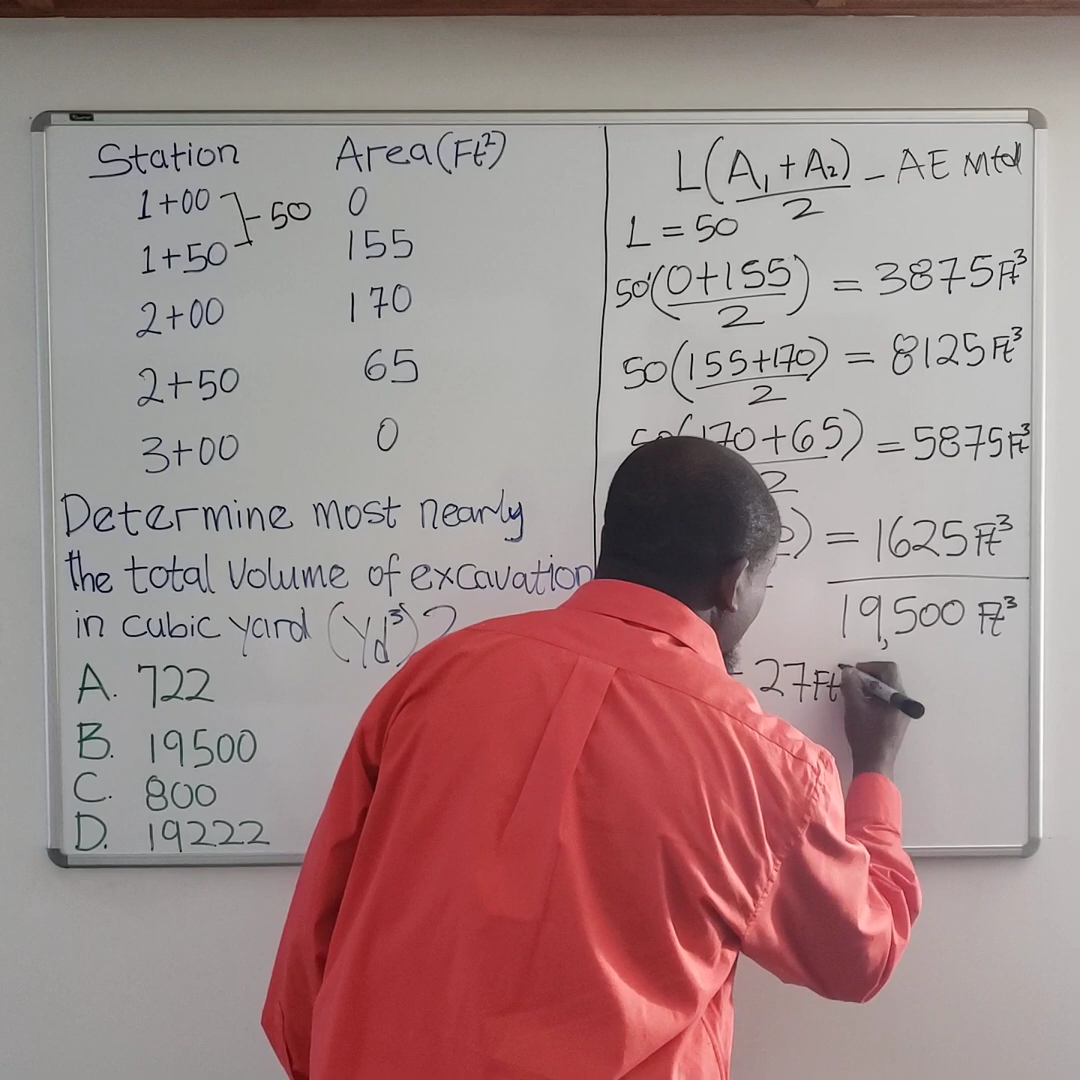 Station Area (Ft²)
1+00 0
50
1+50 155
2+00 170
2+50 65
3+00 0
Determine most nearly
the total volume of excavation
in cubic yard (Yd³)?
A. 722
B. 19500
C. 800
D. 19222
L(A₁ + A₂) - AE Mtd
2
L = 50
50(0+155) = 3875 Ft³
2
50(155+170) = 8125 Ft³
2
50(170+65) = 5875 Ft³
2
) = 1625 Ft³
19,500 Ft³
27 Ft